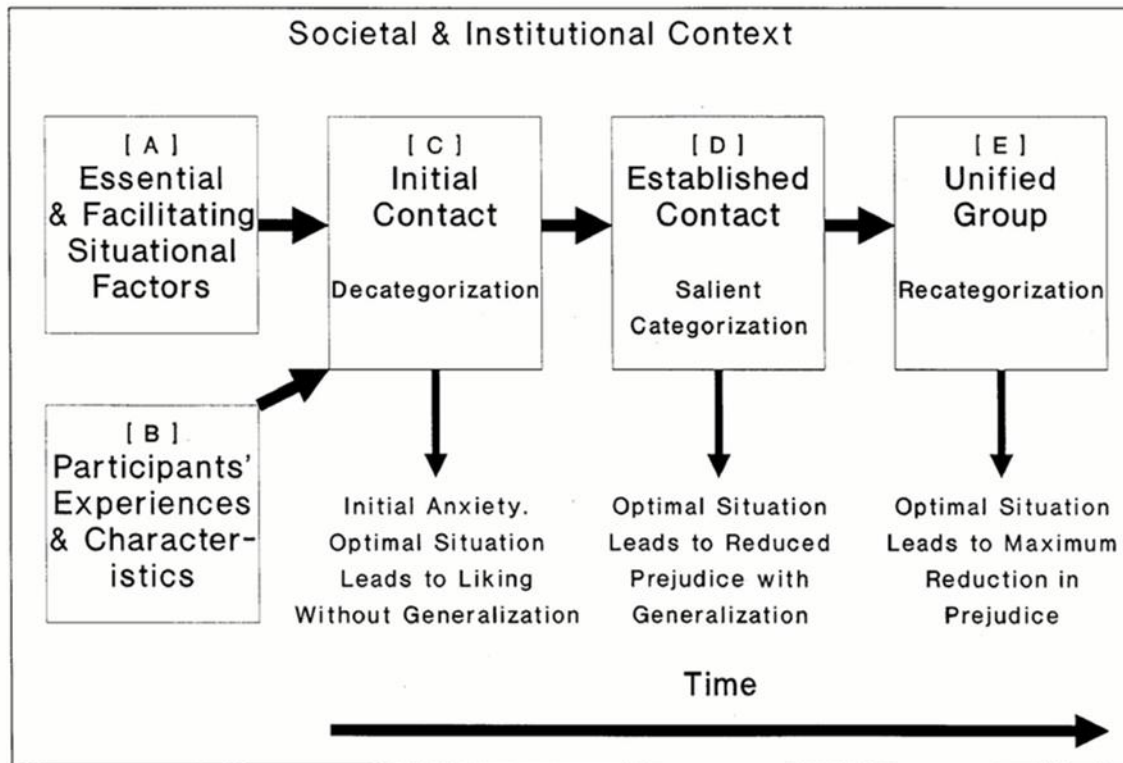 Societal & Institutional Context
[ A ]
Essential
& Facilitating
Situational
Factors
[ B ]
Participants'
Experiences
& Character-
istics
[ C ]
Initial
Contact
Decategorization
Initial Anxiety.
Optimal Situation
Leads to Liking
Without Generalization
[ D ]
Established
Contact
Salient
Categorization
Optimal Situation
Leads to Reduced
Prejudice with
Generalization
[ E ]
Unified
Group
Recategorization
Optimal Situation
Leads to Maximum
Reduction in
Prejudice
Time